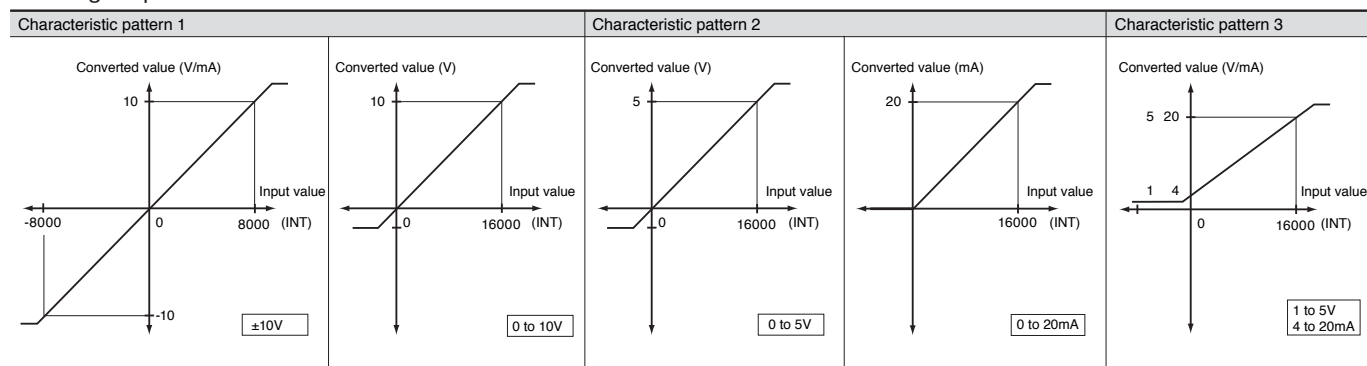 Characteristic pattern 1
Converted value (V/mA)
10
Input value
-8000
0
8000 (INT)
-10
±10V
Converted value (V)
10
Input value
0
16000 (INT)
0 to 10V
Characteristic pattern 2
Converted value (V)
5
Input value
0
16000 (INT)
0 to 5V
Converted value (mA)
20
Input value
16000 (INT)
0 to 20mA
Characteristic pattern 3
Converted value (V/mA)
5 20
1 4
Input value
0
16000 (INT)
1 to 5V
4 to 20mA